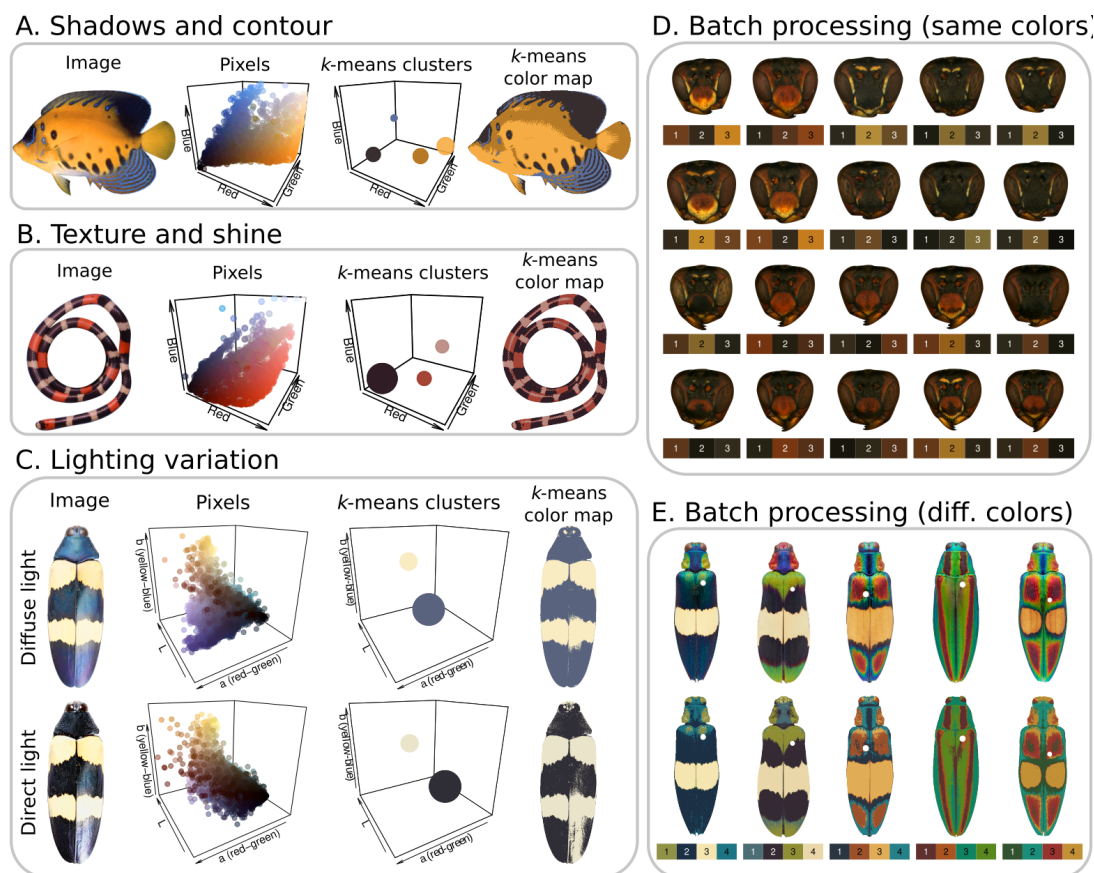 A. Shadows and contour
Image
Pixels
k-means clusters
k-means
color map
Blue
Red
Green
Blue
Red
Green
B. Texture and shine
Image
Pixels
k-means clusters
k-means
color map
Blue
Red
Green
Blue
Red
Green
C. Lighting variation
Image
Pixels
k-means clusters
k-means
color map
Diffuse light
b (yellow–blue)
L
a (red–green)
b (yellow–blue)
L
a (red–green)
Direct light
b (yellow–blue)
L
a (red–green)
b (yellow–blue)
L
a (red–green)
D. Batch processing (same colors)
1 2 3 1 2 3 1 2 3 1 2 3 1 2 3
1 2 3 1 2 3 1 2 3 1 2 3 1 2 3
1 2 3 1 2 3 1 2 3 1 2 3 1 2 3
1 2 3 1 2 3 1 2 3 1 2 3 1 2 3
E. Batch processing (diff. colors)
1 2 3 4 1 2 3 4 1 2 3 4 1 2 3 4 1 2 3 4